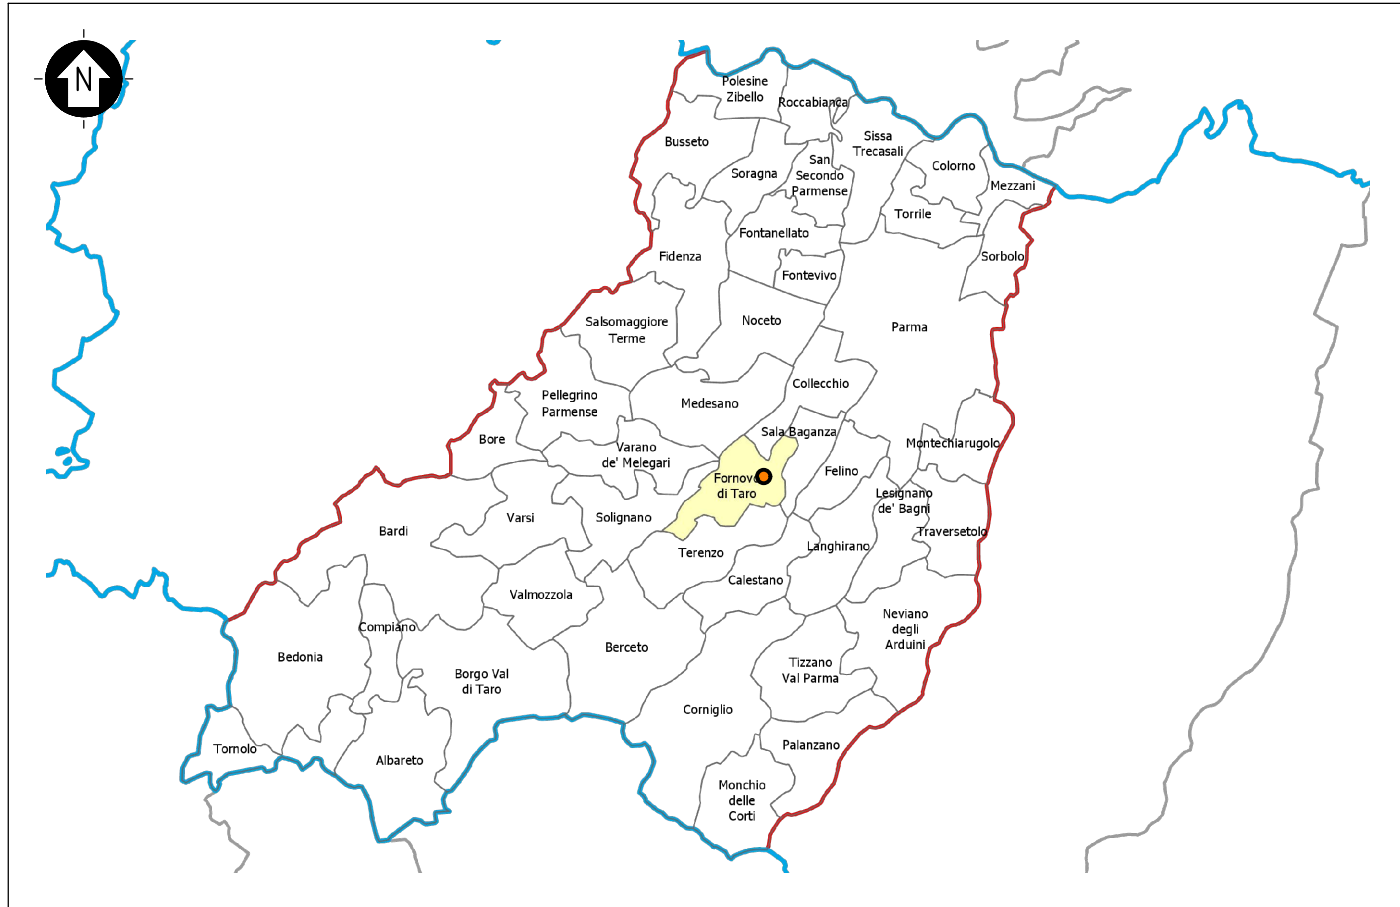 N
Polesine
Zibello
Roccabianca
Busseto
Sissa
Trecasali
Soragna
San
Secondo
Parmense
Colorno
Mezzani
Torrile
Fontanellato
Fidenza
Sorbolo
Fontevivo
Salsomaggiore
Terme
Noceto
Parma
Collecchio
Pellegrino
Parmense
Medesano
Bore
Sala Baganza
Varano
de' Melegari
Montechiarugolo
Felino
Fornovo
di Taro
Lesignano
de' Bagni
Varsi
Solignano
Bardi
Traversetolo
Terenzo
Langhirano
Calestano
Valmozzola
Compiano
Neviano
degli
Arduini
Bedonia
Berceto
Borgo Val
di Taro
Tizzano
Val Parma
Corniglio
Tornolo
Albareto
Palanzano
Monchio
delle
Corti